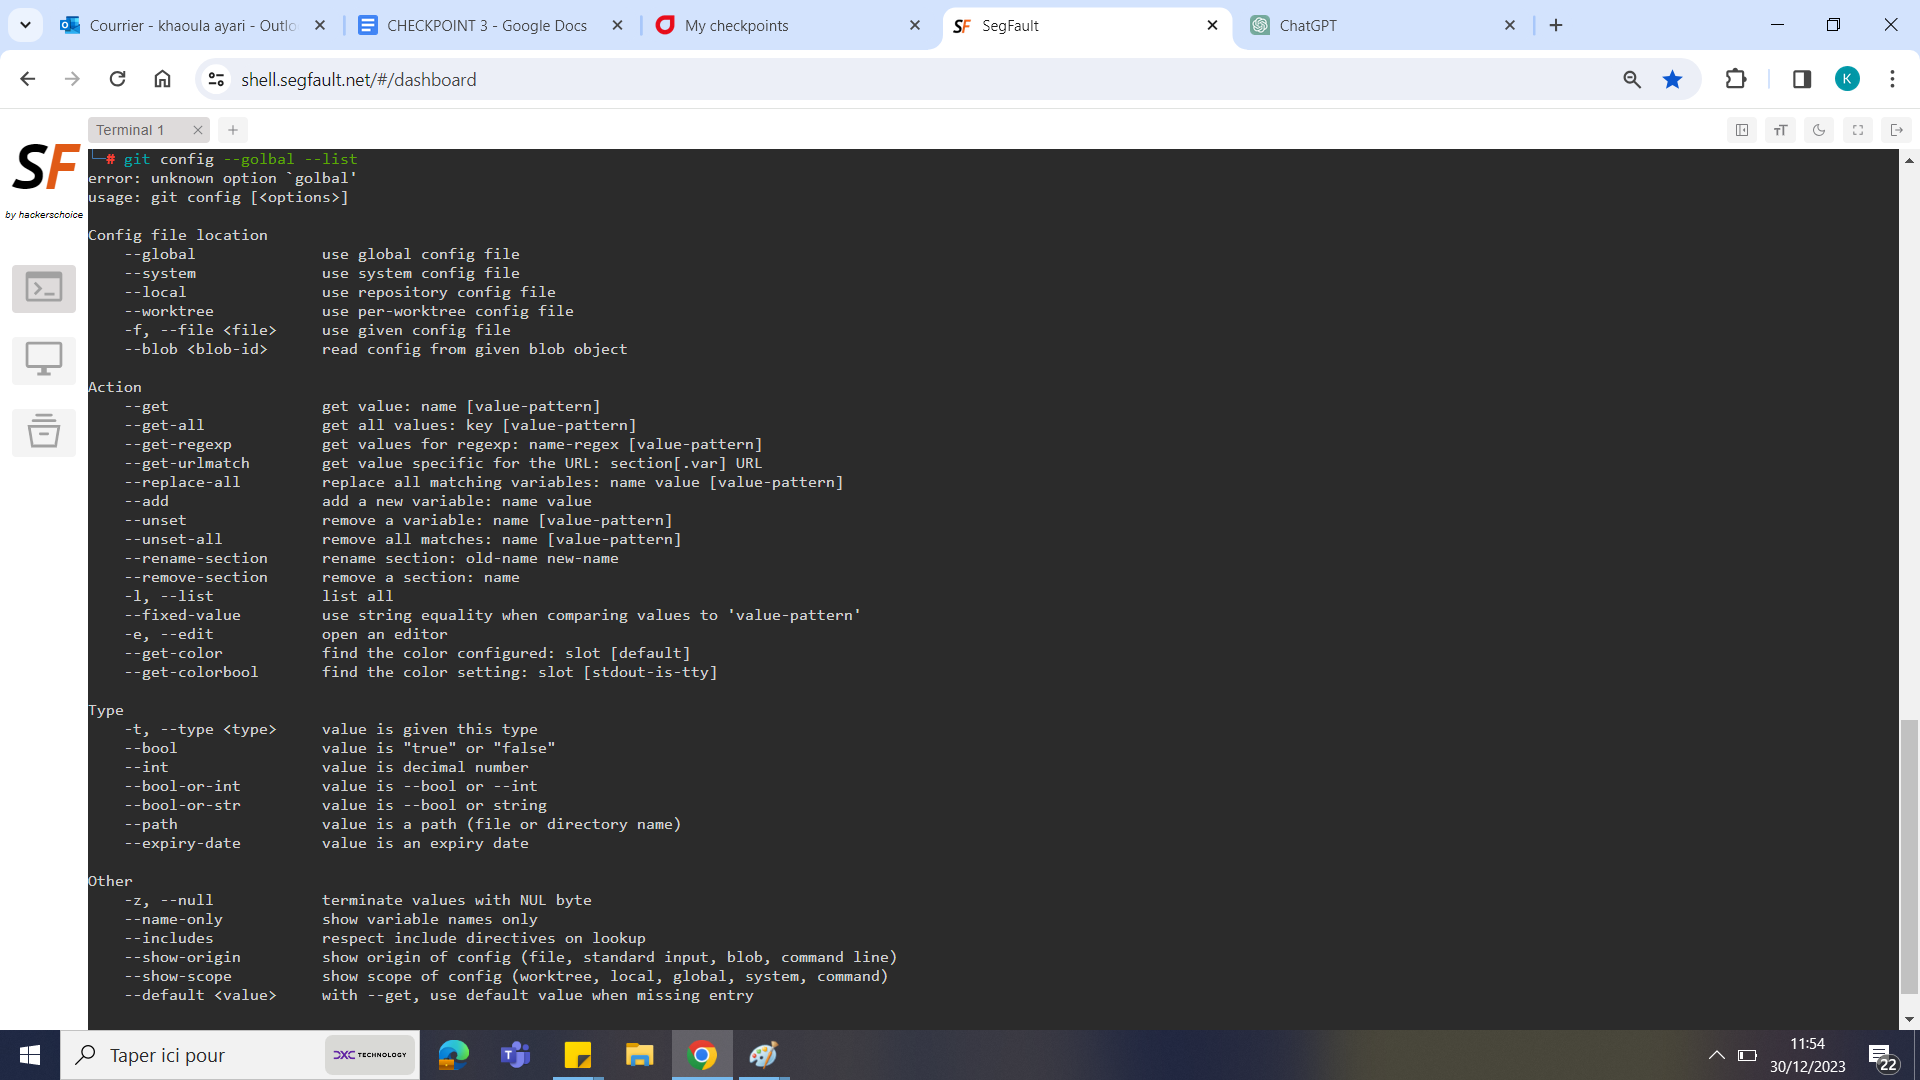 Courrier - khaoula ayari - Outlo
CHECKPOINT 3 - Google Docs
My checkpoints
SF SegFault
ChatGPT
shell.segfault.net/#/dashboard
K
SF
by hackerschoice
Terminal 1
# git config --golbal --list
error: unknown option `golbal'
usage: git config [<options>]
Config file location
--global use global config file
--system use system config file
--local use repository config file
--worktree use per-worktree config file
-f, --file <file> use given config file
--blob <blob-id> read config from given blob object
Action
--get get value: name [value-pattern]
--get-all get all values: key [value-pattern]
--get-regexp get values for regexp: name-regex [value-pattern]
--get-urlmatch get value specific for the URL: section[.var] URL
--replace-all replace all matching variables: name value [value-pattern]
--add add a new variable: name value
--unset remove a variable: name [value-pattern]
--unset-all remove all matches: name [value-pattern]
--rename-section rename section: old-name new-name
--remove-section remove a section: name
-l, --list list all
--fixed-value use string equality when comparing values to 'value-pattern'
-e, --edit open an editor
--get-color find the color configured: slot [default]
--get-colorbool find the color setting: slot [stdout-is-tty]
Type
-t, --type <type> value is given this type
--bool value is "true" or "false"
--int value is decimal number
--bool-or-int value is --bool or --int
--bool-or-str value is --bool or string
--path value is a path (file or directory name)
--expiry-date value is an expiry date
Other
-z, --null terminate values with NUL byte
--name-only show variable names only
--includes respect include directives on lookup
--show-origin show origin of config (file, standard input, blob, command line)
--show-scope show scope of config (worktree, local, global, system, command)
--default <value> with --get, use default value when missing entry
Taper ici pour
DXC TECHNOLOGY
11:54
30/12/2023
22